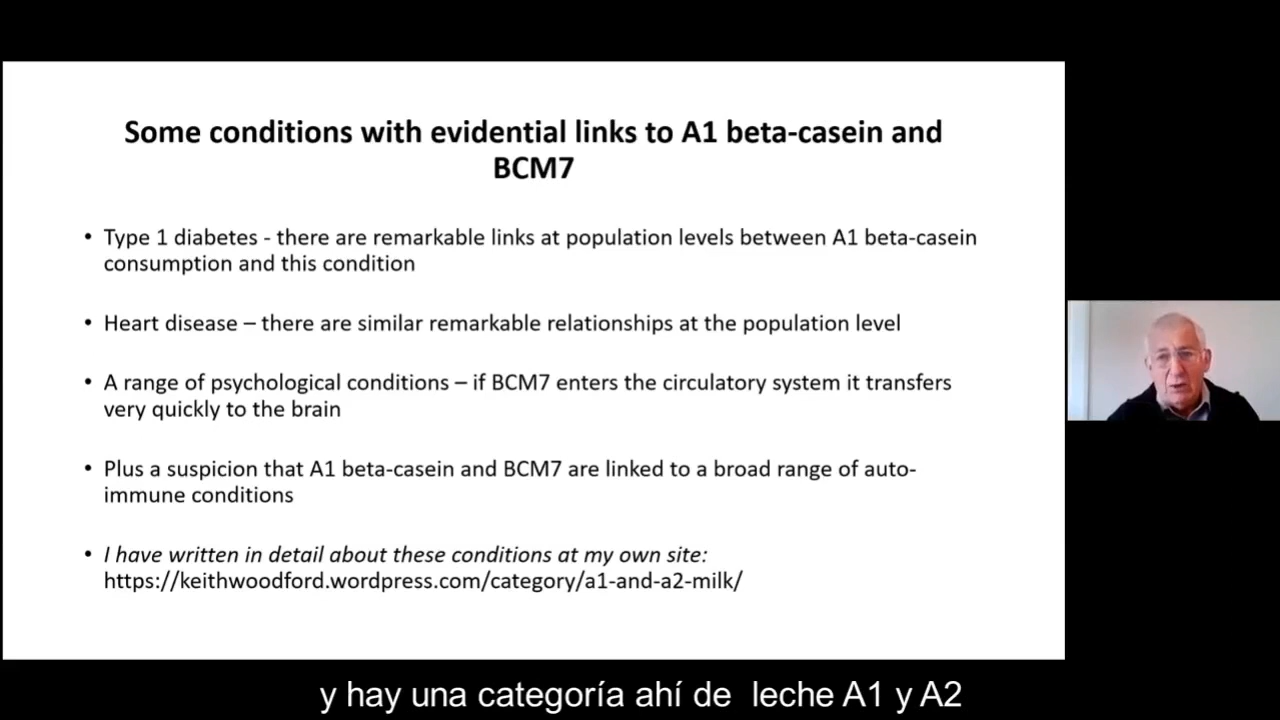 Some conditions with evidential links to A1 beta-casein and
BCM7
• Type 1 diabetes - there are remarkable links at population levels between A1 beta-casein
consumption and this condition
• Heart disease – there are similar remarkable relationships at the population level
• A range of psychological conditions – if BCM7 enters the circulatory system it transfers
very quickly to the brain
• Plus a suspicion that A1 beta-casein and BCM7 are linked to a broad range of auto-
immune conditions
• I have written in detail about these conditions at my own site:
https://keithwoodford.wordpress.com/category/a1-and-a2-milk/
y hay una categoría ahí de leche A1 y A2